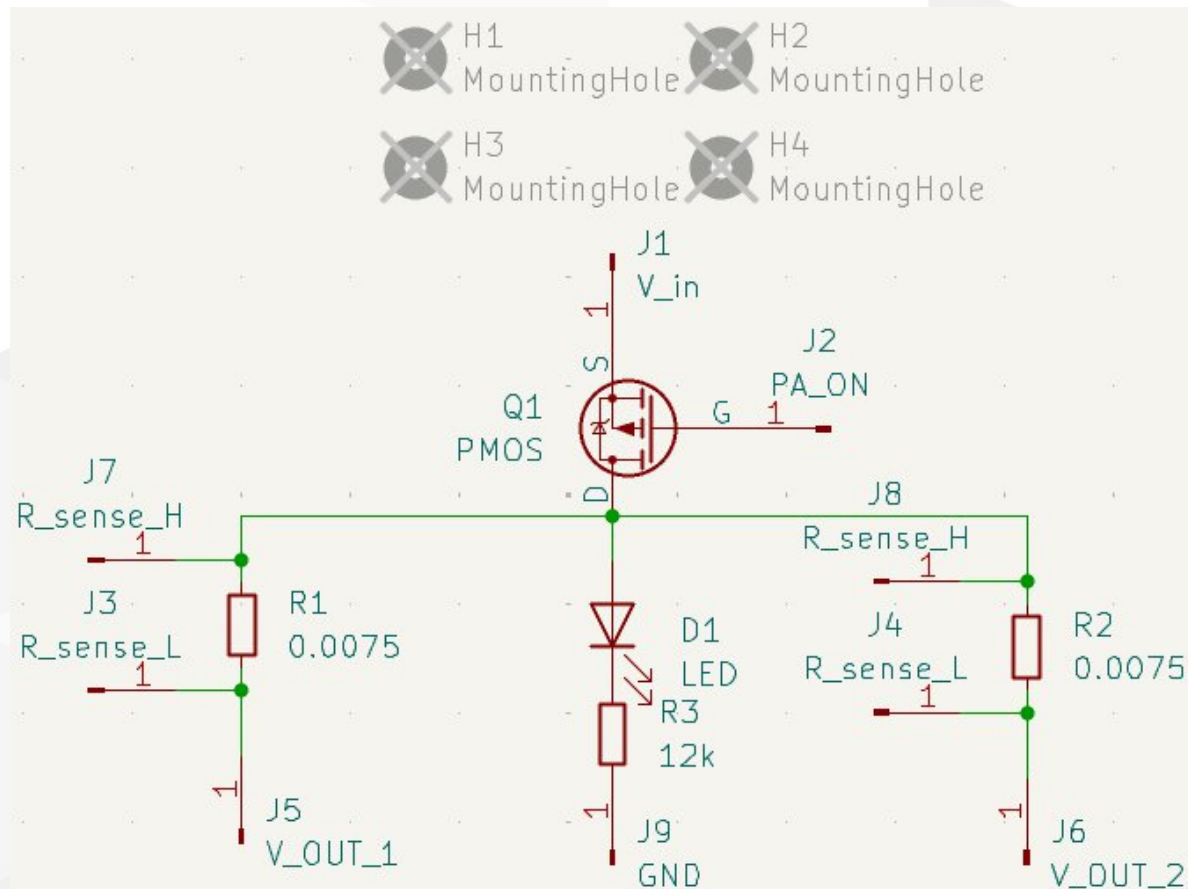 H1
MountingHole
H2
MountingHole
H3
MountingHole
H4
MountingHole
J1
V_in
1
S
J2
PA_ON
1
G
Q1
PMOS
D
J7
R_sense_H
1
J8
R_sense_H
1
J3
R_sense_L
1
R1
0.0075
D1
LED
J4
R_sense_L
1
R2
0.0075
R3
12k
1
J5
V_OUT_1
1
J9
GND
1
J6
V_OUT_2